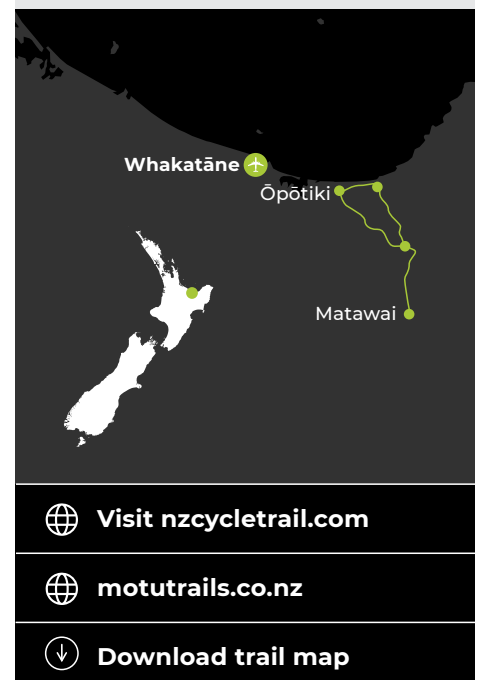 Whakatāne
Ōpōtiki
Matawai
Visit nzcycletrail.com
motutrails.co.nz
Download trail map